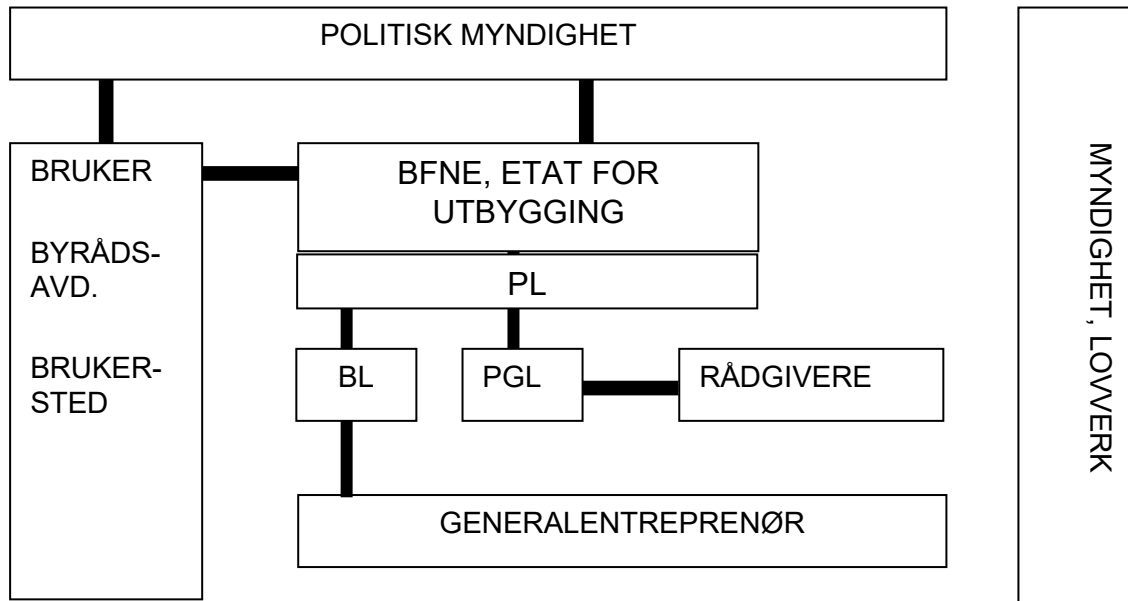 POLITISK MYNDIGHET
BRUKER
BYRÅDS-
AVD.
BRUKER-
STED
BFNE, ETAT FOR
UTBYGGING
PL
BL
PGL
RÅDGIVERE
GENERALENTREPRENØR
MYNDIGHET, LOVVERK